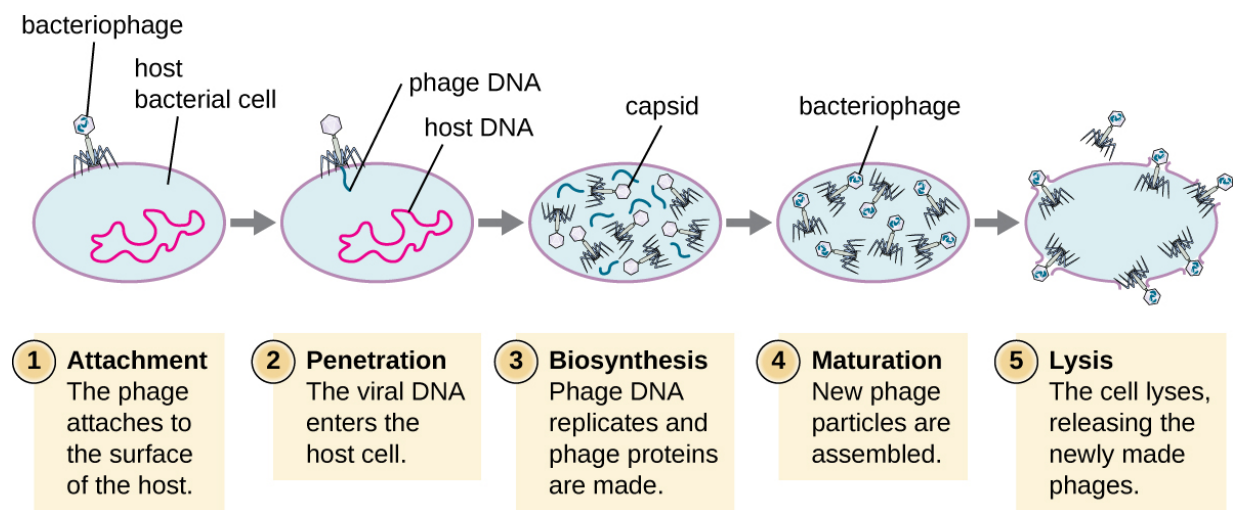 bacteriophage
host
bacterial cell
phage DNA
host DNA
capsid
bacteriophage
1 Attachment
The phage
attaches to
the surface
of the host.
2 Penetration
The viral DNA
enters the
host cell.
3 Biosynthesis
Phage DNA
replicates and
phage proteins
are made.
4 Maturation
New phage
particles are
assembled.
5 Lysis
The cell lyses,
releasing the
newly made
phages.